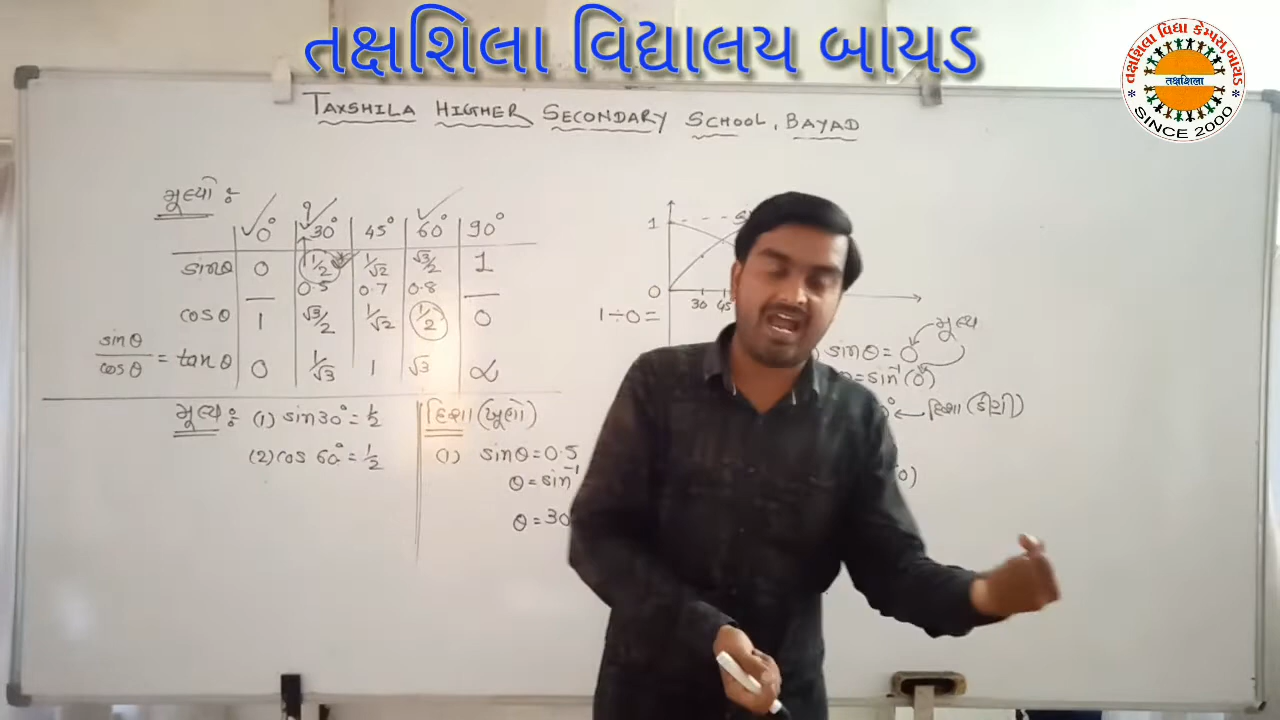 તક્ષશિલા વિદ્યાલય બાયડ
તક્ષશિલા વિદ્યા કેમ્પસ, બાયડ
તક્ષશિલા
* SINCE 2000 *
TAXSHILA HIGHER SECONDARY SCHOOL, BAYAD
મૂલ્યો :
0° 30° 45° 60° 90°
sinθ 0 1/2 1/√2 √3/2 1
0.5 0.7 0.8
cosθ 1 √3/2 1/√2 1/2 0
sinθ/cosθ = tanθ 0 1/√3 1 √3 ∝
મૂલ્ય : (1) sin30° = 1/2
(2) cos 60° = 1/2
દિશા (ખૂણો)
(1) sinθ = 0.5
θ = sin⁻¹
θ = 30
1
0 30 45
1÷0 =
મૂલ્ય
sinθ = 0
= sin⁻¹(0)
દિશા (ડીગ્રી)
0)